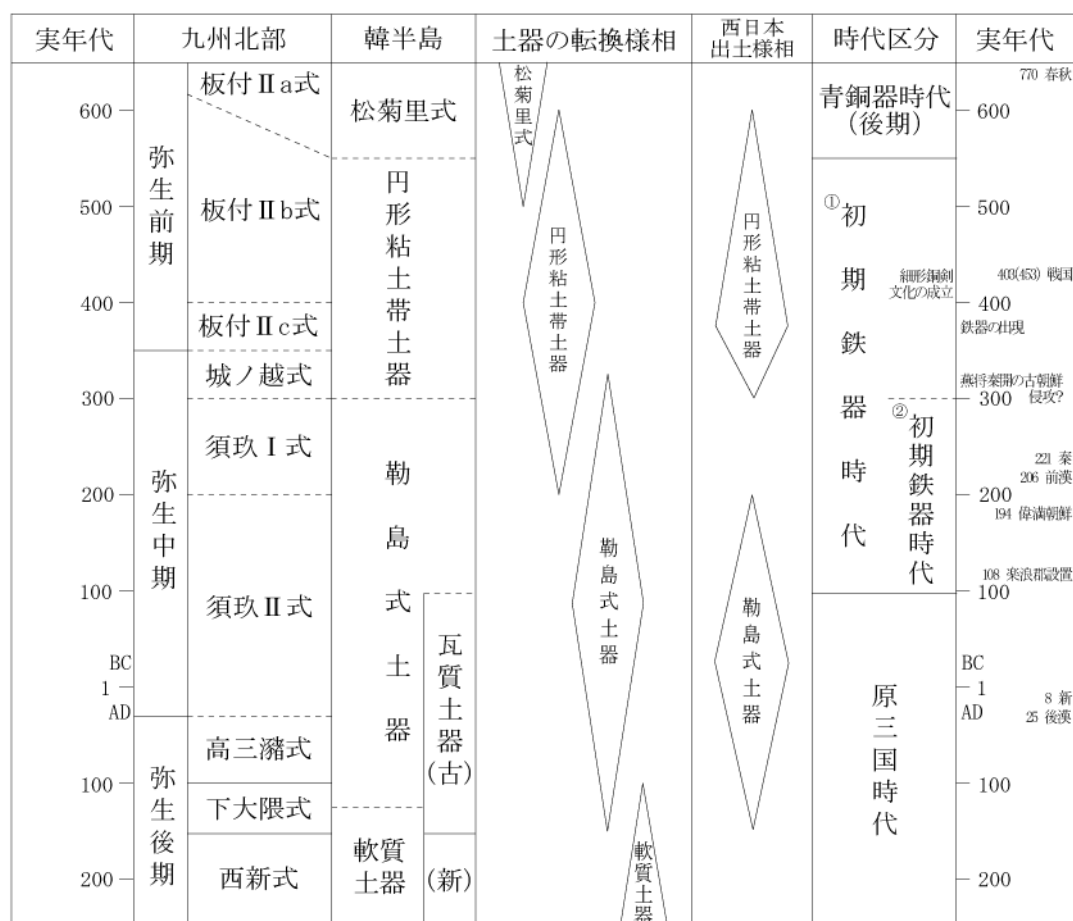 実年代
九州北部
韓半島
土器の転換様相
西日本
出土様相
時代区分
実年代
600
500
400
300
200
100
BC
1
AD
100
200
弥生前期
弥生中期
弥生後期
板付Ⅱa式
板付Ⅱb式
板付Ⅱc式
城ノ越式
須玖Ⅰ式
須玖Ⅱ式
高三瀦式
下大隈式
西新式
松菊里式
円形粘土帯土器
勒島式土器
瓦質土器(古)
軟質
土器
(新)
松菊里式
円形粘土帯土器
勒島式土器
軟質土器
円形粘土帯土器
勒島式土器
青銅器時代
(後期)
①初期鉄器時代
細形銅剣
文化の成立
②初期鉄器時代
原三国時代
770 春秋
600
500
403(453) 戦国
400
鉄器の出現
燕将秦開の古朝鮮
300 侵攻?
221 秦
206 前漢
200
194 偉満朝鮮
108 楽浪郡設置
100
BC
1
AD
8 新
25 後漢
100
200